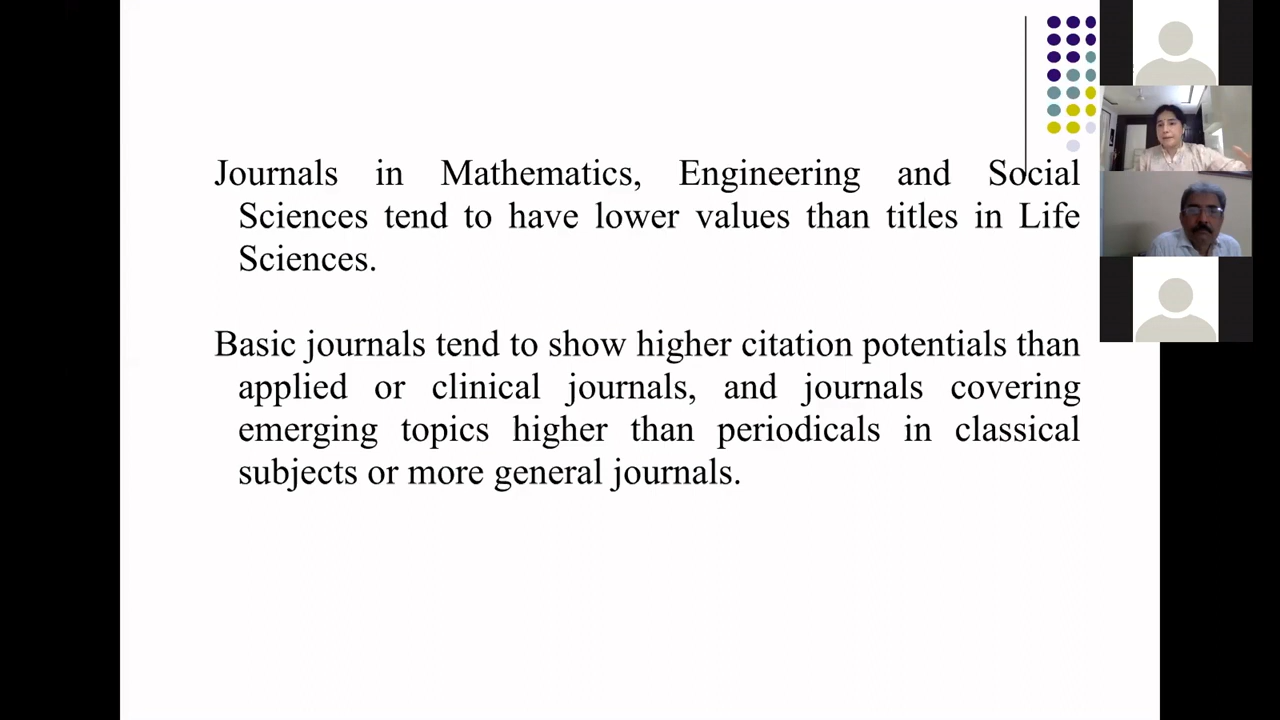 Journals in Mathematics, Engineering and Social
Sciences tend to have lower values than titles in Life
Sciences.
Basic journals tend to show higher citation potentials than
applied or clinical journals, and journals covering
emerging topics higher than periodicals in classical
subjects or more general journals.